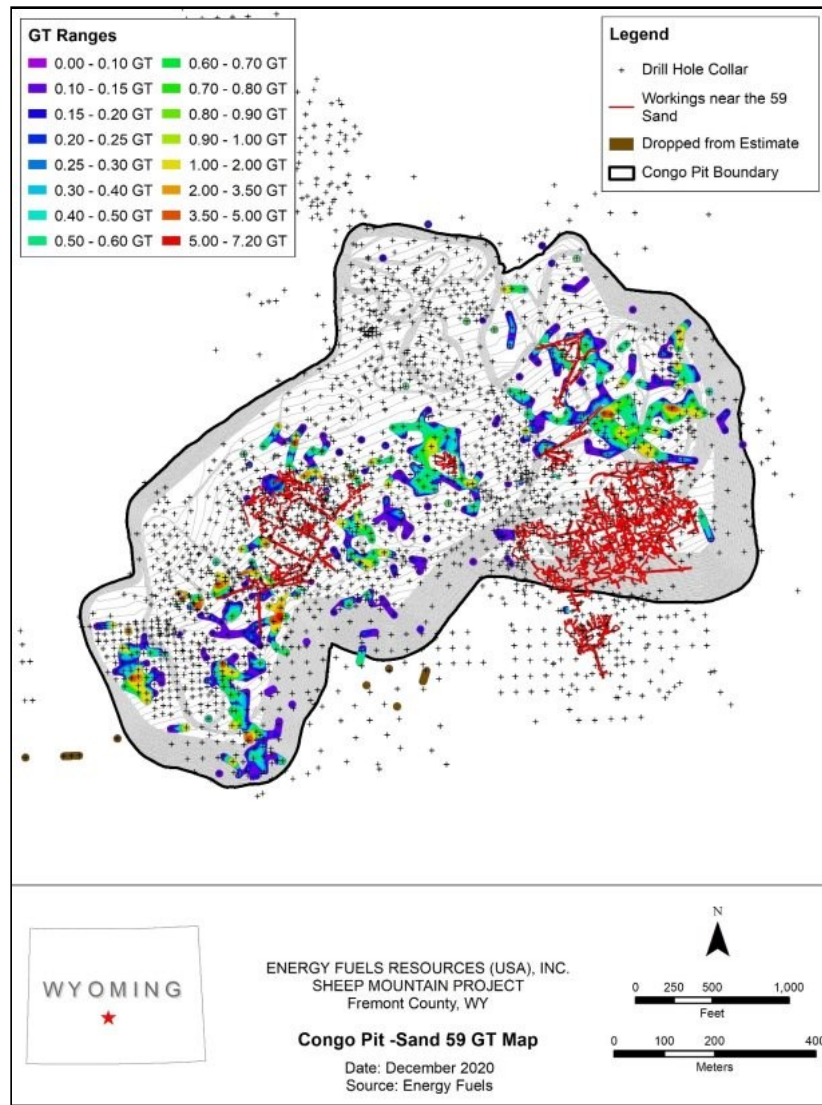 GT Ranges
0.00 - 0.10 GT
0.10 - 0.15 GT
0.15 - 0.20 GT
0.20 - 0.25 GT
0.25 - 0.30 GT
0.30 - 0.40 GT
0.40 - 0.50 GT
0.50 - 0.60 GT
0.60 - 0.70 GT
0.70 - 0.80 GT
0.80 - 0.90 GT
0.90 - 1.00 GT
1.00 - 2.00 GT
2.00 - 3.50 GT
3.50 - 5.00 GT
5.00 - 7.20 GT
Legend
Drill Hole Collar
Workings near the 59
Sand
Dropped from Estimate
Congo Pit Boundary
WYOMING
ENERGY FUELS RESOURCES (USA), INC.
SHEEP MOUNTAIN PROJECT
Fremont County, WY
Congo Pit -Sand 59 GT Map
Date: December 2020
Source: Energy Fuels
N
0 250 500 1,000
Feet
0 100 200 400
Meters